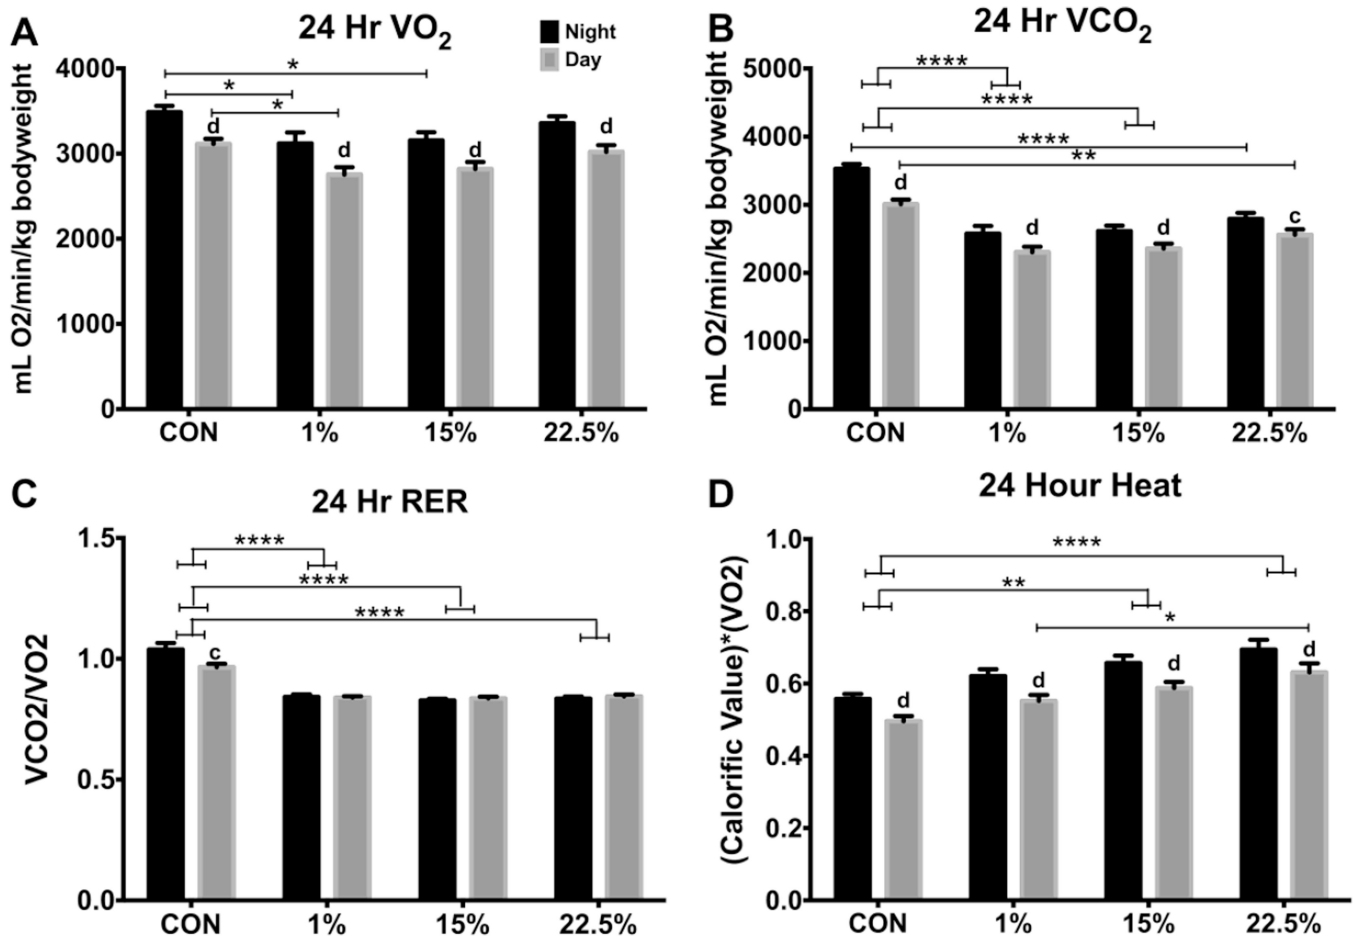 A
24 Hr VO2
Night
Day
mL O2/min/kg bodyweight
4000
3000
2000
1000
0
*
*
*
d
d
d
d
CON
1%
15%
22.5%
B
24 Hr VCO2
mL O2/min/kg bodyweight
5000
4000
3000
2000
1000
0
****
****
****
**
d
d
d
c
CON
1%
15%
22.5%
C
24 Hr RER
VCO2/VO2
1.5
1.0
0.5
0.0
****
****
****
c
CON
1%
15%
22.5%
D
24 Hour Heat
(Calorific Value)*(VO2)
1.0
0.8
0.6
0.4
0.2
0.0
****
**
*
d
d
d
d
CON
1%
15%
22.5%